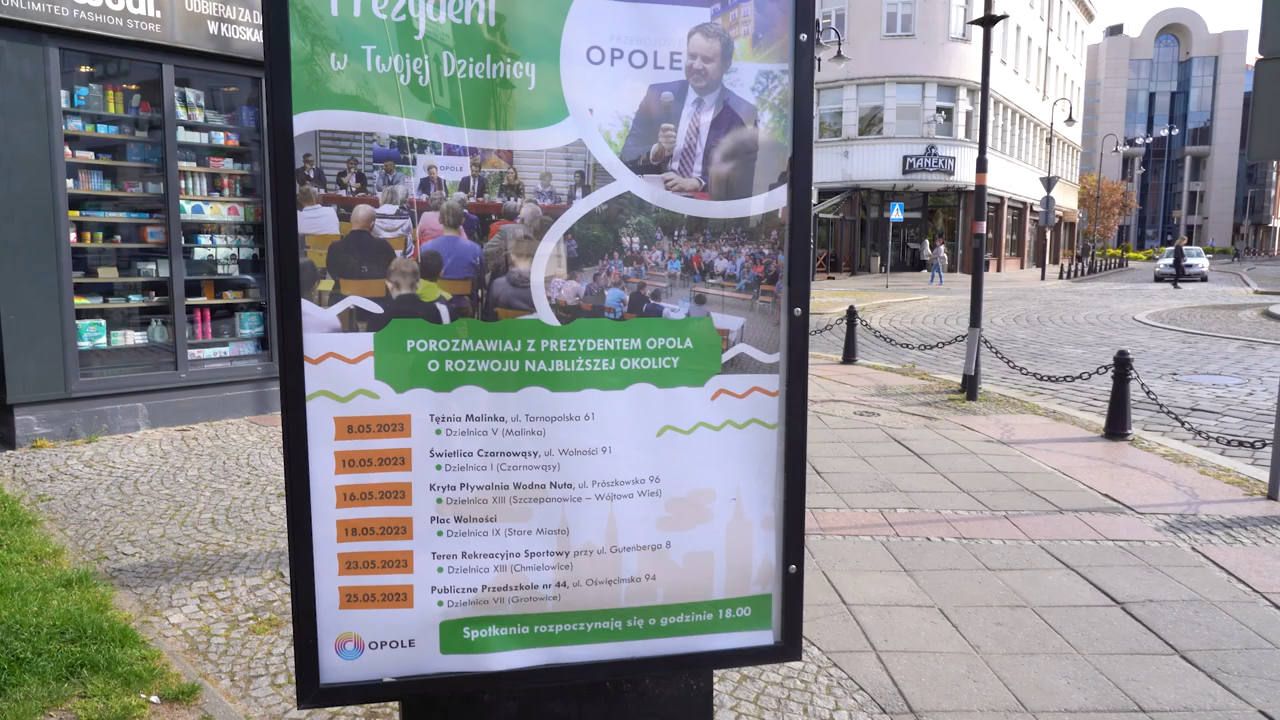 UNLIMITED FASHION STORE
ODBIERAJ ZA DA
W KIOSKA
Prezydent
w Twojej Dzielnicy
OPOLE
OPOLE
MANEKIN
POROZMAWIAJ Z PREZYDENTEM OPOLA
O ROZWOJU NAJBLIŻSZEJ OKOLICY
8.05.2023 Tężnia Malinka, ul. Tarnopolska 61
Dzielnica V (Malinka)
10.05.2023 Świetlica Czarnowąsy, ul. Wolności 91
Dzielnica I (Czarnowąsy)
16.05.2023 Kryta Pływalnia Wodna Nuta, ul. Prószkowska 96
Dzielnica XIII (Szczepanowice – Wójtowa Wieś)
18.05.2023 Plac Wolności
Dzielnica IX (Stare Miasto)
23.05.2023 Teren Rekreacyjno Sportowy przy ul. Gutenberga 8
Dzielnica XIII (Chmielowice)
25.05.2023 Publiczne Przedszkole nr 44, ul. Oświęcimska 94
Dzielnica VII (Grotowice)
OPOLE
Spotkania rozpoczynają się o godzinie 18.00